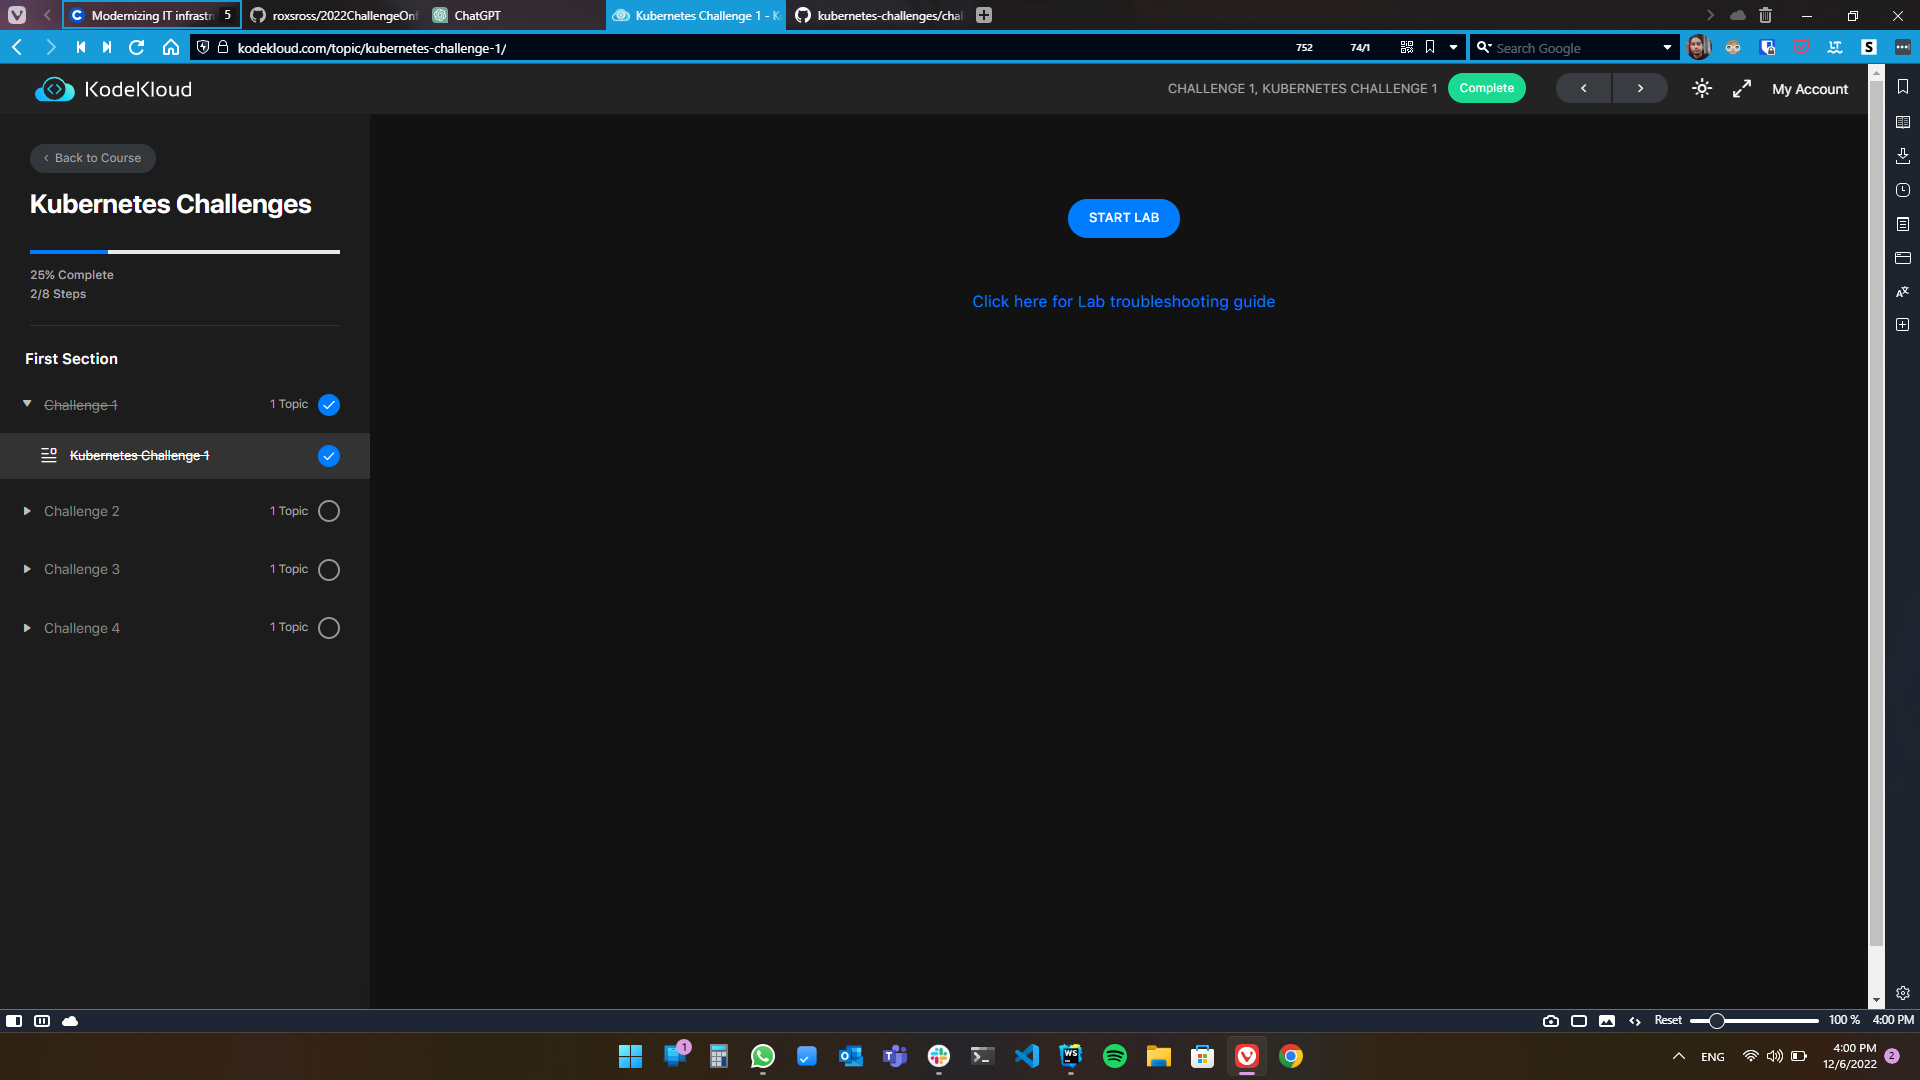 Modernizing IT infrastr 5
roxsross/2022ChallengeOn
ChatGPT
Kubernetes Challenge 1 - K
kubernetes-challenges/chal
kodekloud.com/topic/kubernetes-challenge-1/
752
74/1
Search Google
KodeKloud
CHALLENGE 1, KUBERNETES CHALLENGE 1
Complete
My Account
Back to Course
Kubernetes Challenges
25% Complete
2/8 Steps
First Section
Challenge 1
1 Topic
Kubernetes Challenge 1
Challenge 2
1 Topic
Challenge 3
1 Topic
Challenge 4
1 Topic
START LAB
Click here for Lab troubleshooting guide
Reset
100 %
4:00 PM
1
ENG
4:00 PM
12/6/2022
2